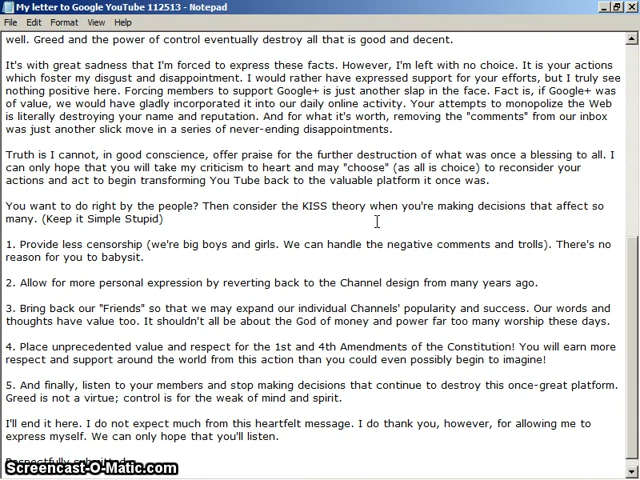 My letter to Google YouTube 112513 - Notepad
File Edit Format View Help
well. Greed and the power of control eventually destroy all that is good and decent.
It's with great sadness that I'm forced to express these facts. However, I'm left with no choice. It is your actions
which foster my disgust and disappointment. I would rather have expressed support for your efforts, but I truly see
nothing positive here. Forcing members to support Google+ is just another slap in the face. Fact is, if Google+ was
of value, we would have gladly incorporated it into our daily online activity. Your attempts to monopolize the Web
is literally destroying your name and reputation. And for what it's worth, removing the "comments" from our inbox
was just another slick move in a series of never-ending disappointments.
Truth is I cannot, in good conscience, offer praise for the further destruction of what was once a blessing to all. I
can only hope that you will take my criticism to heart and may "choose" (as all is choice) to reconsider your
actions and act to begin transforming You Tube back to the valuable platform it once was.
You want to do right by the people? Then consider the KISS theory when you're making decisions that affect so
many. (Keep it Simple Stupid)
1. Provide less censorship (we're big boys and girls. We can handle the negative comments and trolls). There's no
reason for you to babysit.
2. Allow for more personal expression by reverting back to the Channel design from many years ago.
3. Bring back our "Friends" so that we may expand our individual Channels' popularity and success. Our words and
thoughts have value too. It shouldn't all be about the God of money and power far too many worship these days.
4. Place unprecedented value and respect for the 1st and 4th Amendments of the Constitution! You will earn more
respect and support around the world from this action than you could even possibly begin to imagine!
5. And finally, listen to your members and stop making decisions that continue to destroy this once-great platform.
Greed is not a virtue; control is for the weak of mind and spirit.
I'll end it here. I do not expect much from this heartfelt message. I do thank you, however, for allowing me to
express myself. We can only hope that you'll listen.
Respectfully submitted
Screencast-O-Matic.com